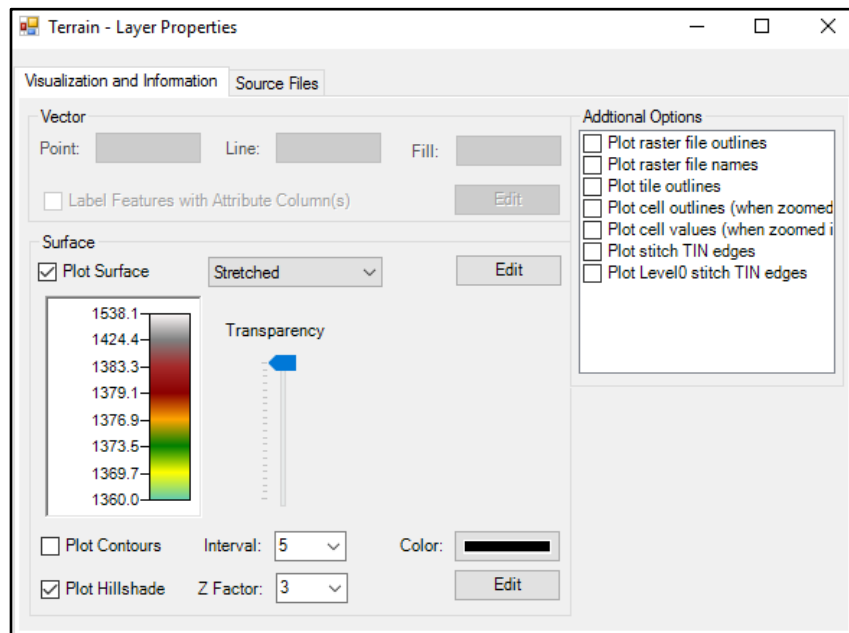 Terrain - Layer Properties
Visualization and Information
Source Files
Vector
Point:
Line:
Fill:
Label Features with Attribute Column(s)
Edit
Surface
Plot Surface
Stretched
Edit
1538.1
1424.4
1383.3
1379.1
1376.9
1373.5
1369.7
1360.0
Transparency
Plot Contours
Interval:
5
Color:
Plot Hillshade
Z Factor:
3
Edit
Addtional Options
Plot raster file outlines
Plot raster file names
Plot tile outlines
Plot cell outlines (when zoomed
Plot cell values (when zoomed i
Plot stitch TIN edges
Plot Level0 stitch TIN edges